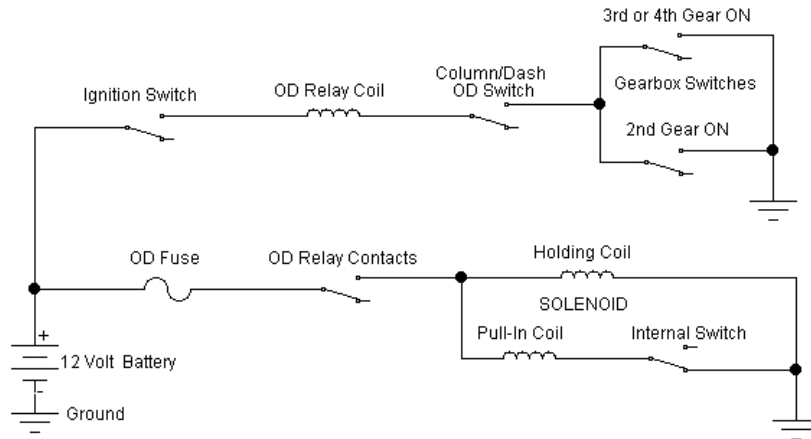 3rd or 4th Gear ON
Column/Dash
OD Switch
Ignition Switch
OD Relay Coil
Gearbox Switches
2nd Gear ON
OD Fuse
OD Relay Contacts
Holding Coil
SOLENOID
Pull-In Coil
Internal Switch
+
12 Volt Battery
-
Ground